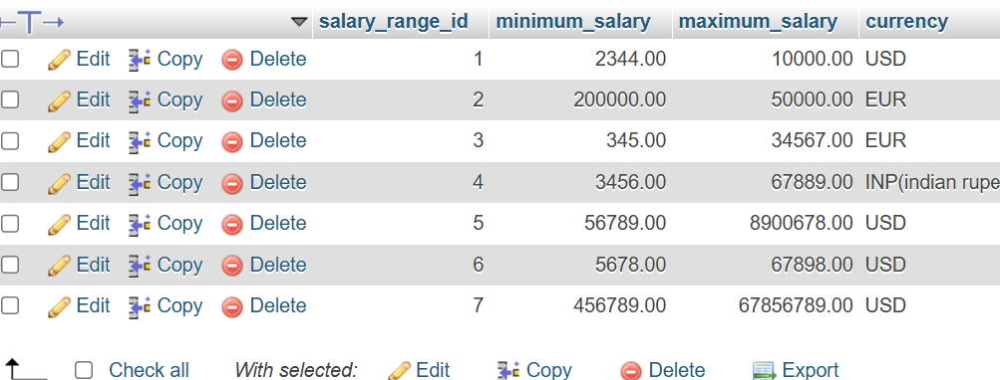 salary_range_id minimum_salary maximum_salary currency
Edit Copy Delete 1 2344.00 10000.00 USD
Edit Copy Delete 2 200000.00 50000.00 EUR
Edit Copy Delete 3 345.00 34567.00 EUR
Edit Copy Delete 4 3456.00 67889.00 INP(indian rupe
Edit Copy Delete 5 56789.00 8900678.00 USD
Edit Copy Delete 6 5678.00 67898.00 USD
Edit Copy Delete 7 456789.00 67856789.00 USD
Check all With selected: Edit Copy Delete Export